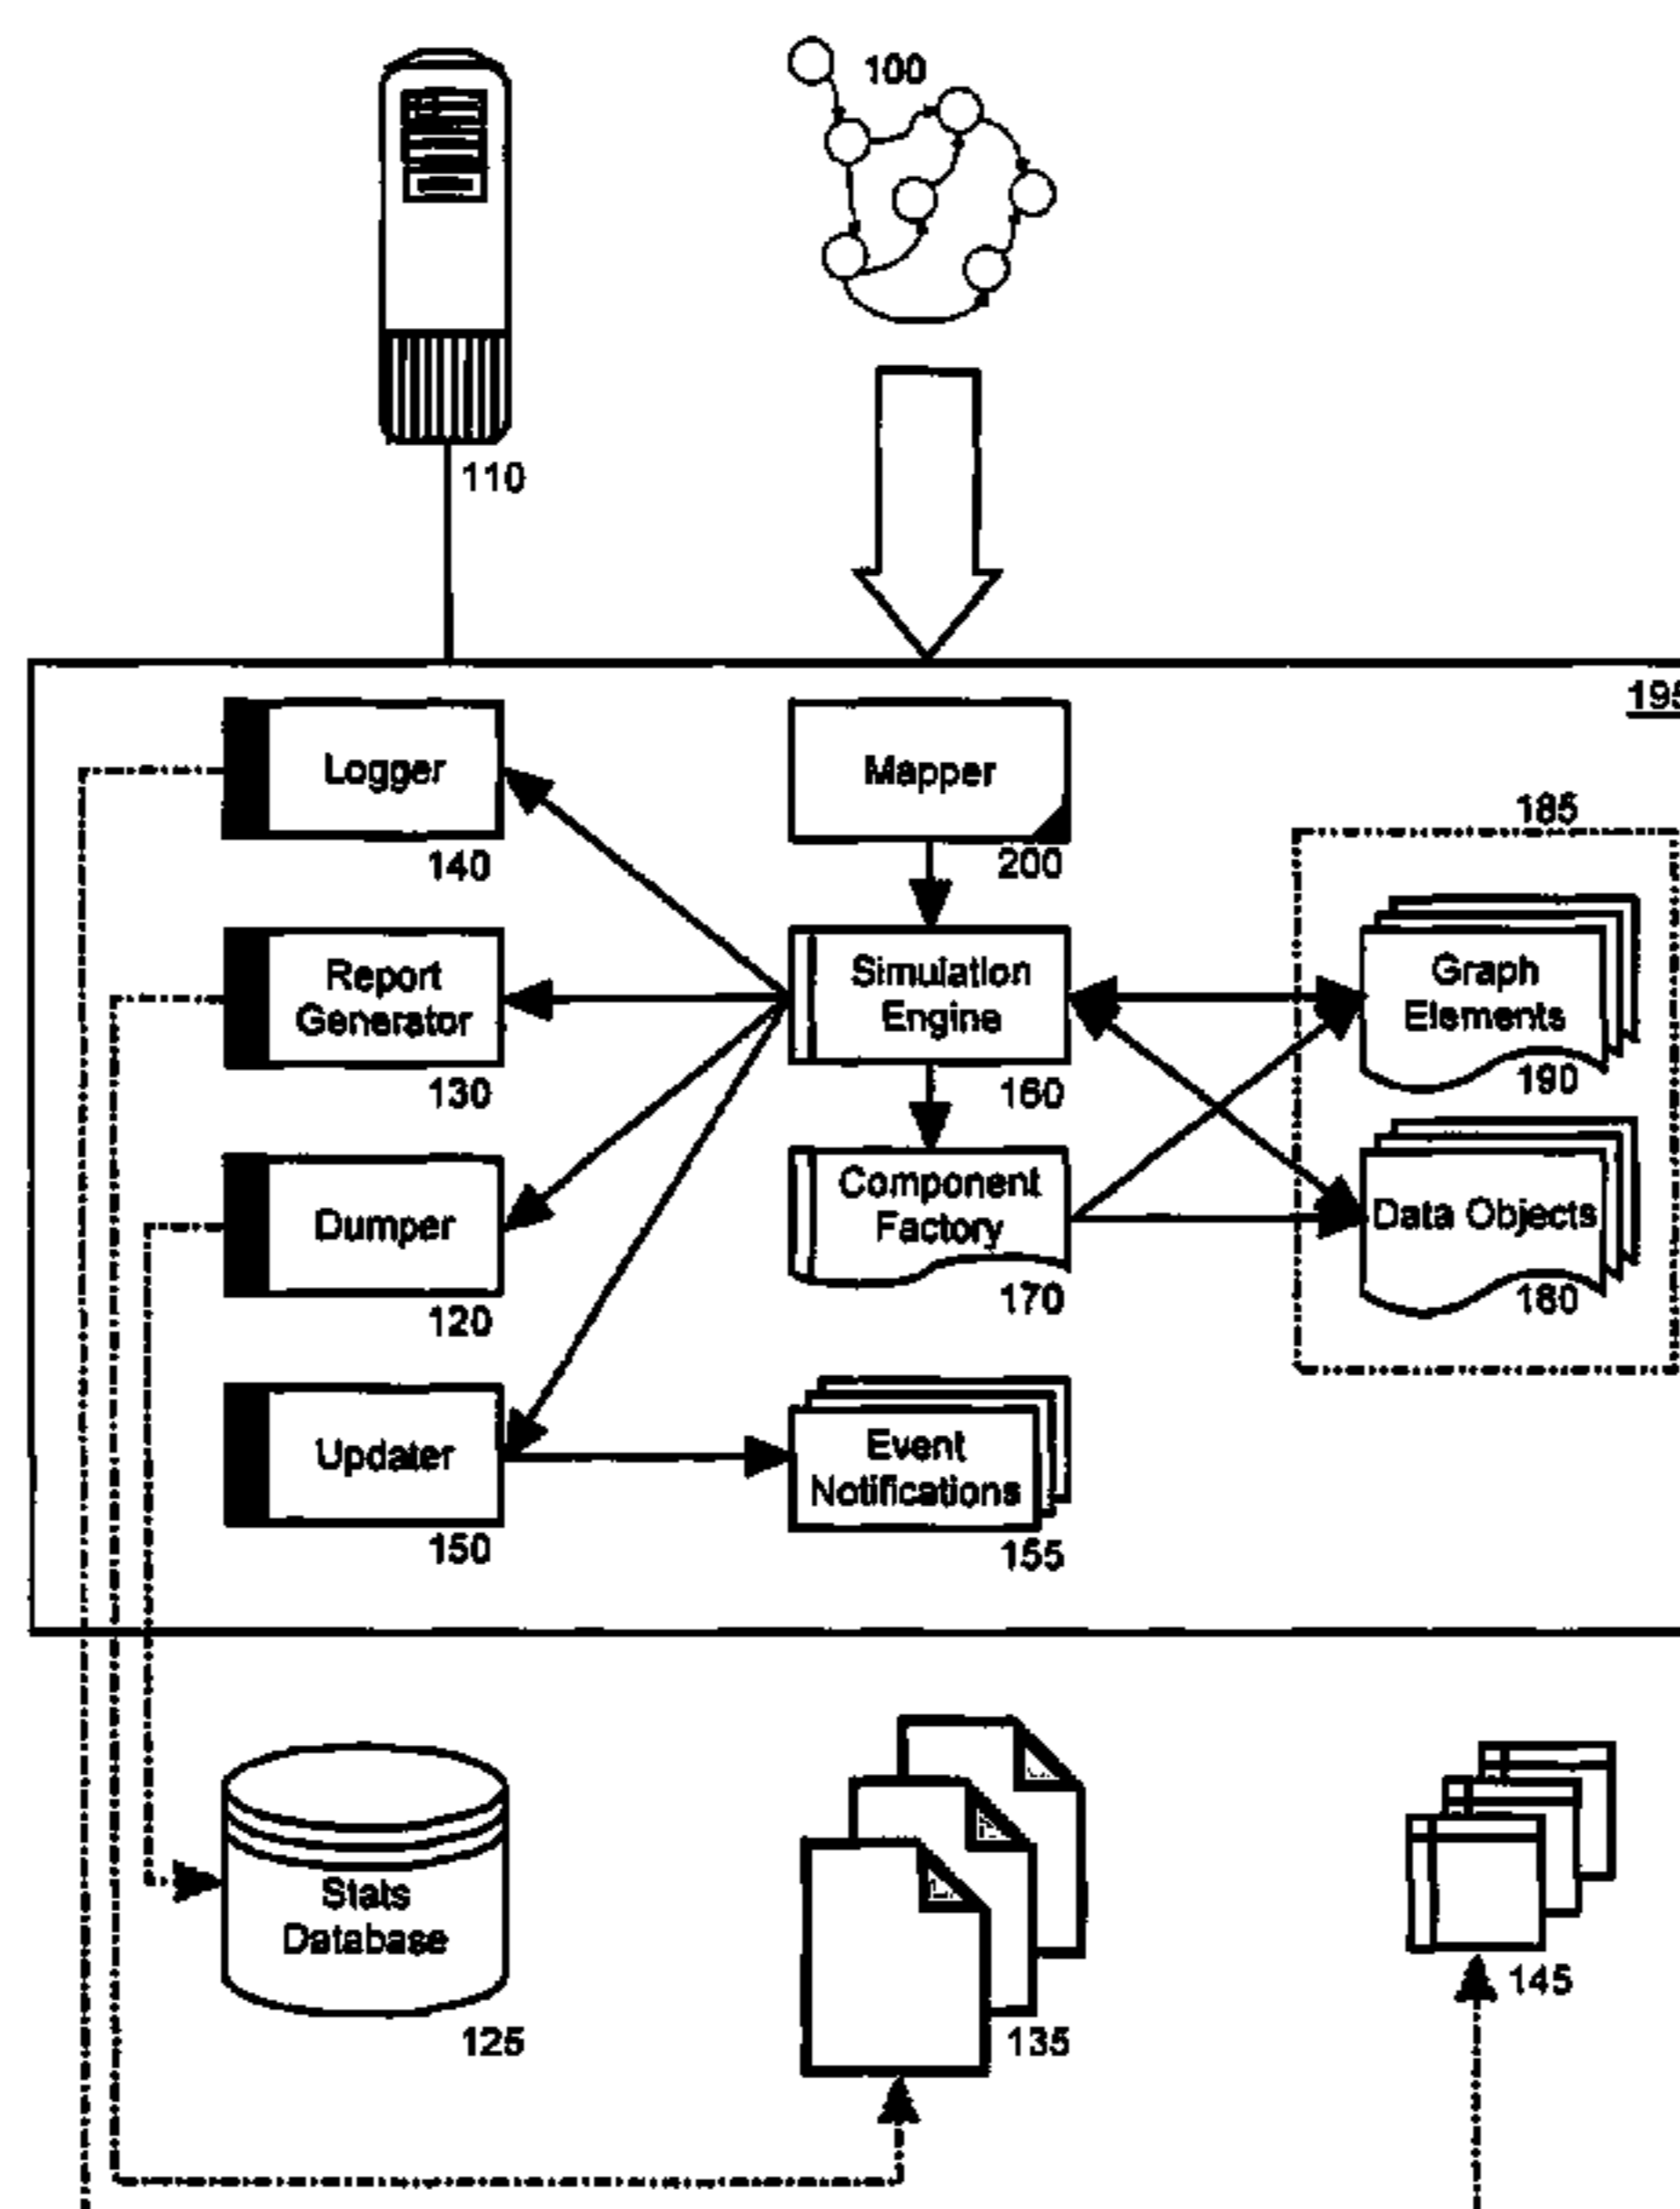 100
110
195
Logger
Mapper
185
140
200
Report
Generator
Simulation
Engine
Graph
Elements
130
160
190
Dumper
Component
Factory
Data Objects
120
170
180
Updater
Event
Notifications
150
155
Stats
Database
145
125
135